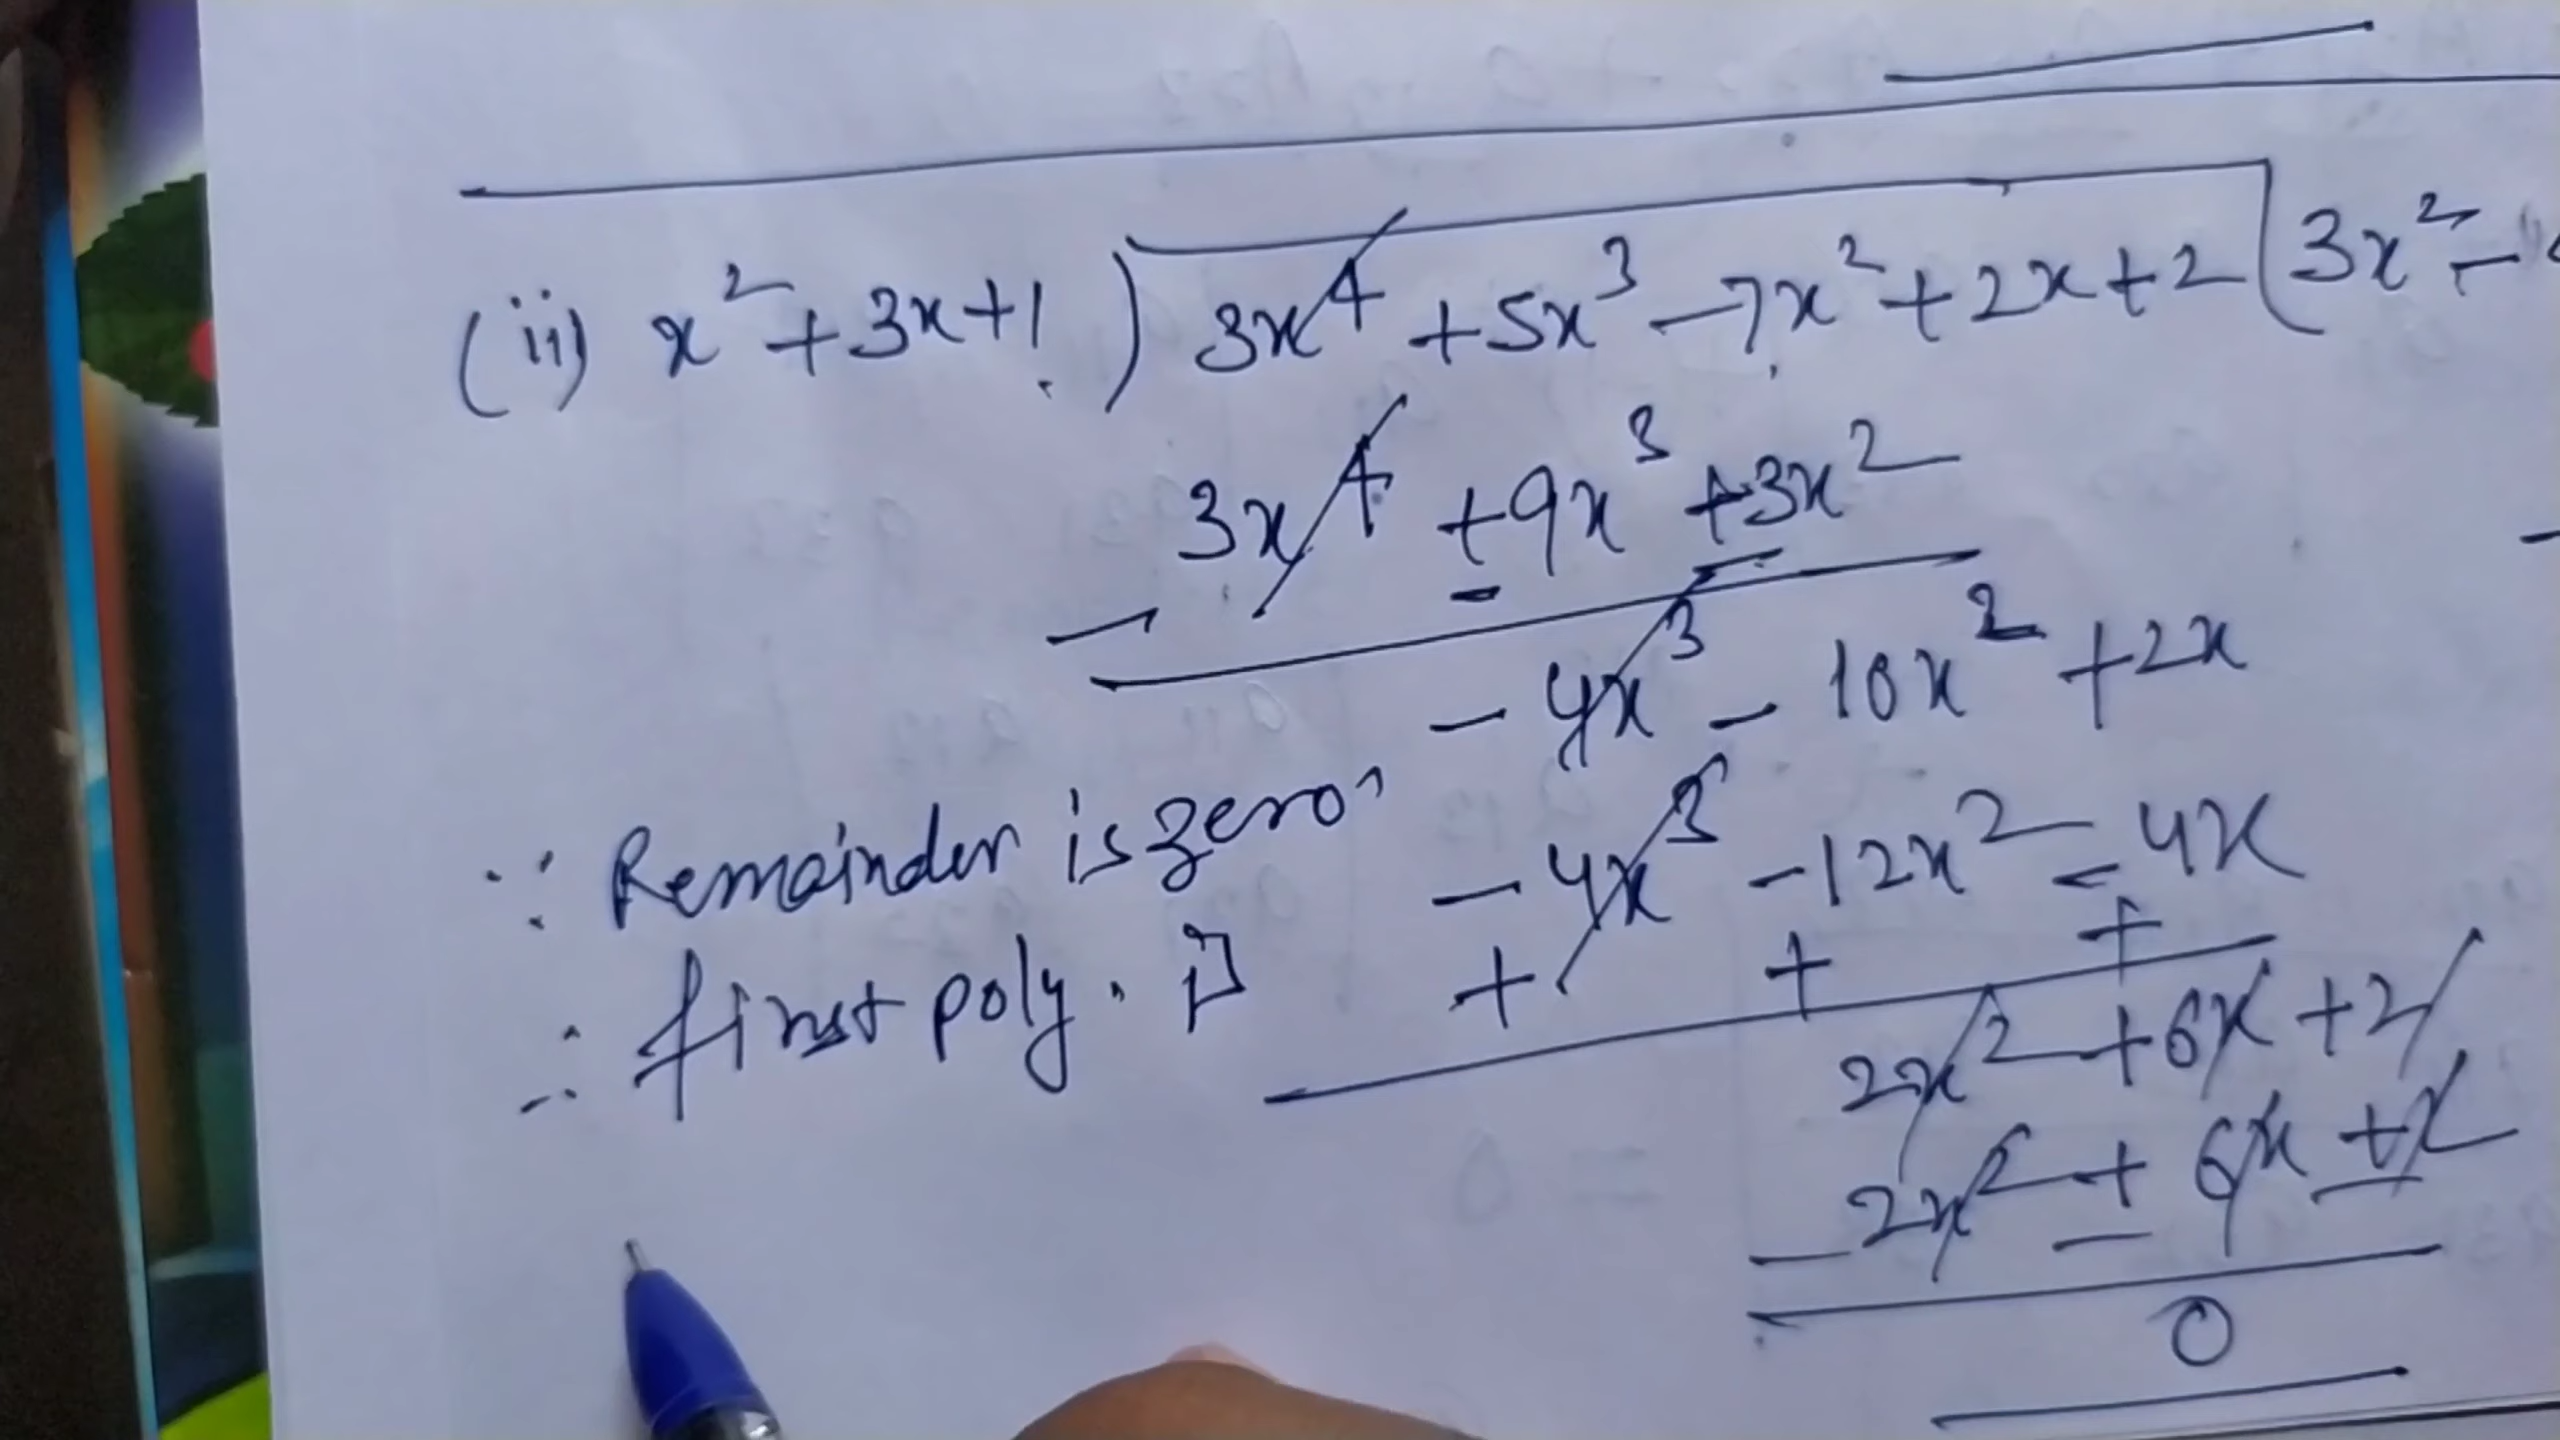 (ii) x² + 3x + 1 ) 3x⁴ + 5x³ - 7x² + 2x + 2 ( 3x² -
3x⁴ + 9x³ + 3x²
- - -
- 4x³ - 10x² + 2x
∵ Remainder is zero, - 4x³ - 12x² - 4x
+ + +
∴ first poly. is
2x² + 6x + 2
2x² + 6x + 2
- - -
0